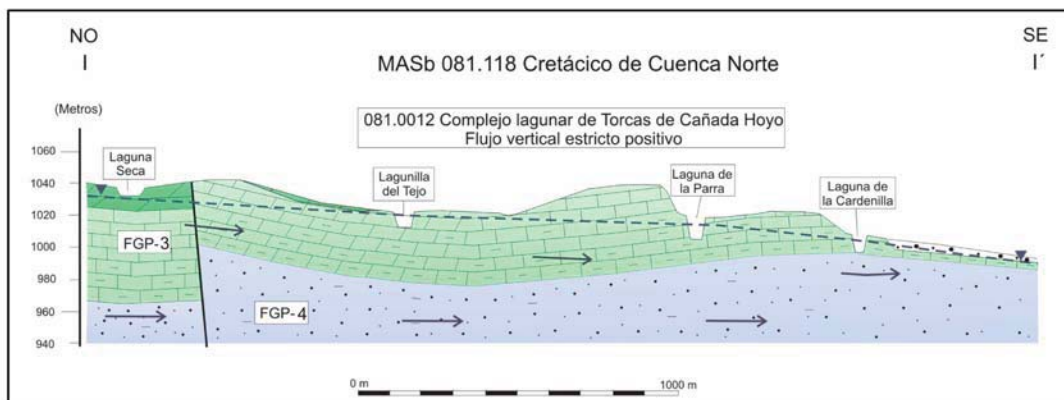 NO
I
SE
I´
MASb 081.118 Cretácico de Cuenca Norte
(Metros)
081.0012 Complejo lagunar de Torcas de Cañada Hoyo
Flujo vertical estricto positivo
1060
1040
1020
1000
980
960
940
Laguna
Seca
Lagunilla
del Tejo
Laguna de
la Parra
Laguna de
la Cardenilla
FGP-3
FGP-4
0 m
1000 m